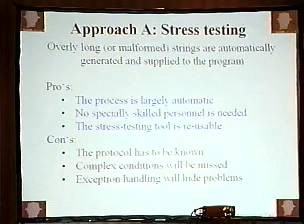 Approach A: Stress testing
Overly long (or malformed) strings are automatically
generated and supplied to the program
Pro's:
• The process is largely automatic
• No specially skilled personnel is needed
• The stress-testing tool is re-usable
Con's:
• The protocol has to be known
• Complex conditions will be missed
• Exception handling will hide problems